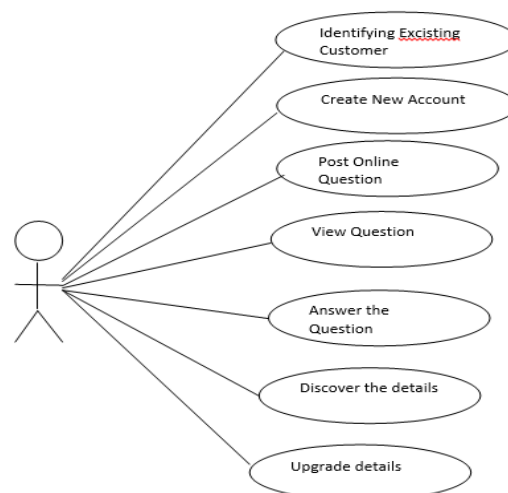 Identifying Excisting
Customer
Create New Account
Post Online
Question
View Question
Answer the
Question
Discover the details
Upgrade details